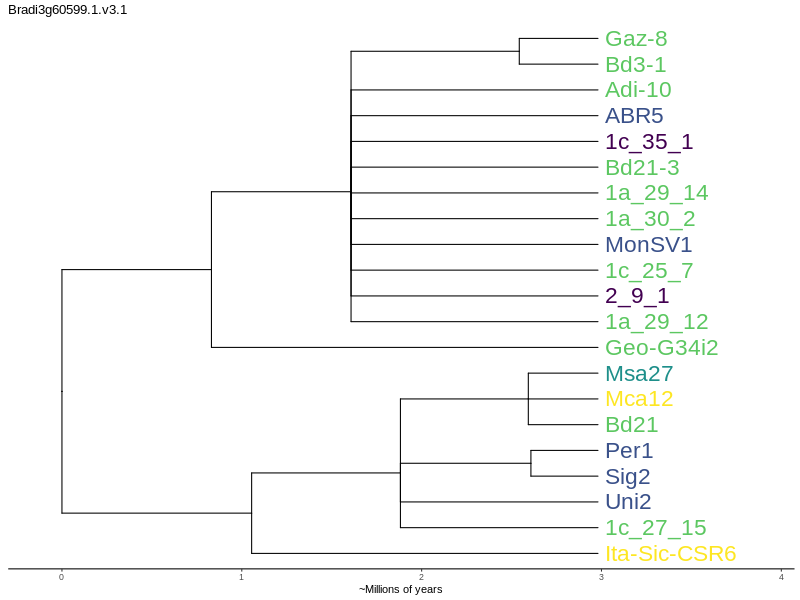 Bradi3g60599.1.v3.1
Gaz-8
Bd3-1
Adi-10
ABR5
1c_35_1
Bd21-3
1a_29_14
1a_30_2
MonSV1
1c_25_7
2_9_1
1a_29_12
Geo-G34i2
Msa27
Mca12
Bd21
Per1
Sig2
Uni2
1c_27_15
Ita-Sic-CSR6
0 1 2 3 4
~Millions of years